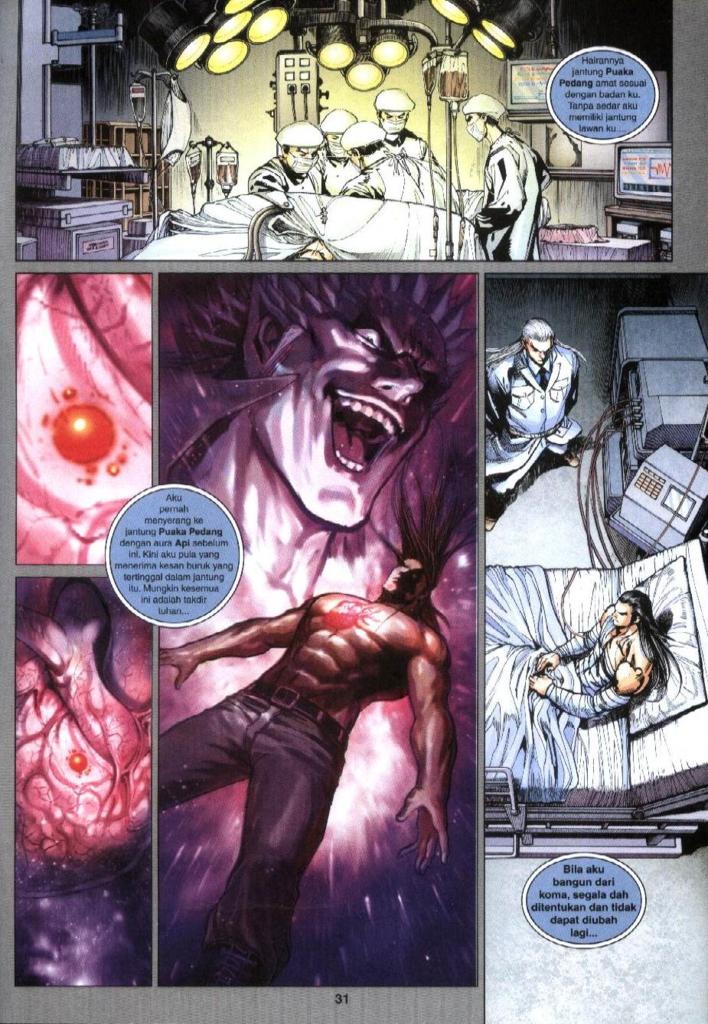 Hairannya
jantung Puaka
Pedang amat sesuai
dengan badan ku.
Tanpa sedar aku
memiliki jantung
lawan ku....
Aku
pernah
menyerang ke
jantung Puaka Pedang
dengan aura Api sebelum
ini. Kini aku pula yang
menerima kesan buruk yang
tertinggal dalam jantung
itu. Mungkin kesemua
ini adalah takdir
tuhan...
Bila aku
bangun dari
koma, segala dah
ditentukan dan tidak
dapat diubah
lagi...
31